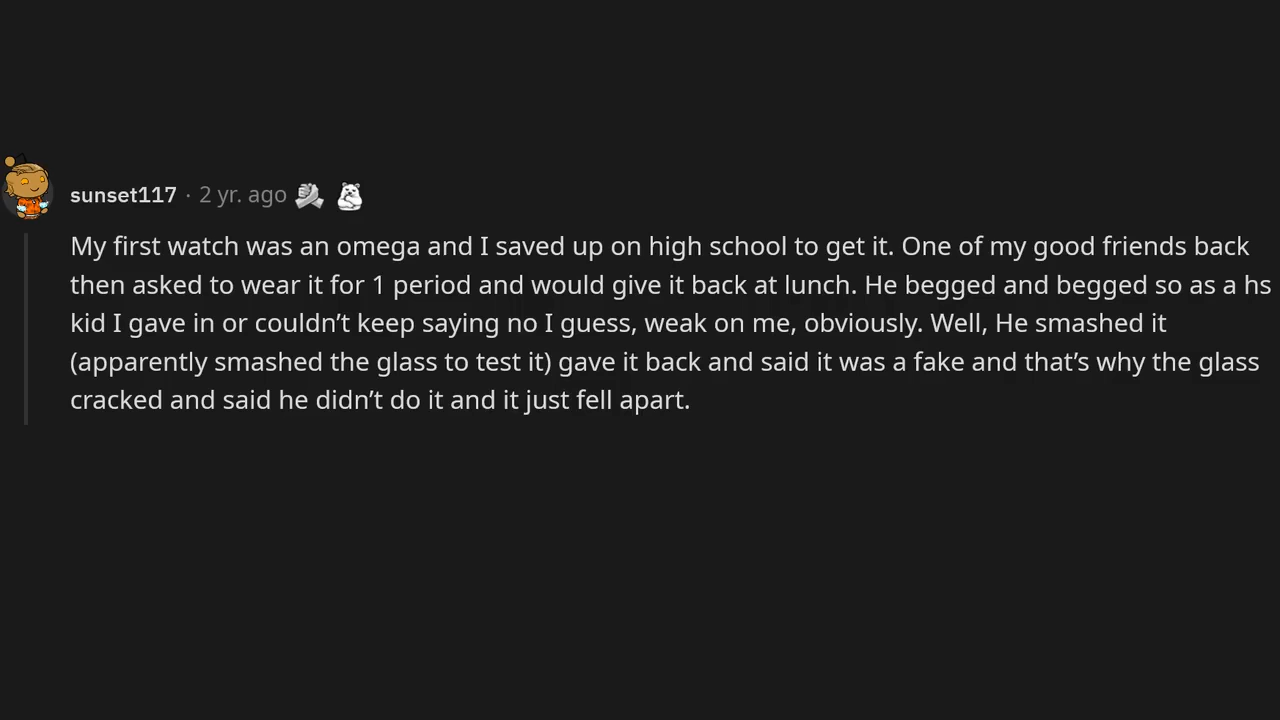 sunset117 · 2 yr. ago
My first watch was an omega and I saved up on high school to get it. One of my good friends back
then asked to wear it for 1 period and would give it back at lunch. He begged and begged so as a hs
kid I gave in or couldn’t keep saying no I guess, weak on me, obviously. Well, He smashed it
(apparently smashed the glass to test it) gave it back and said it was a fake and that’s why the glass
cracked and said he didn’t do it and it just fell apart.